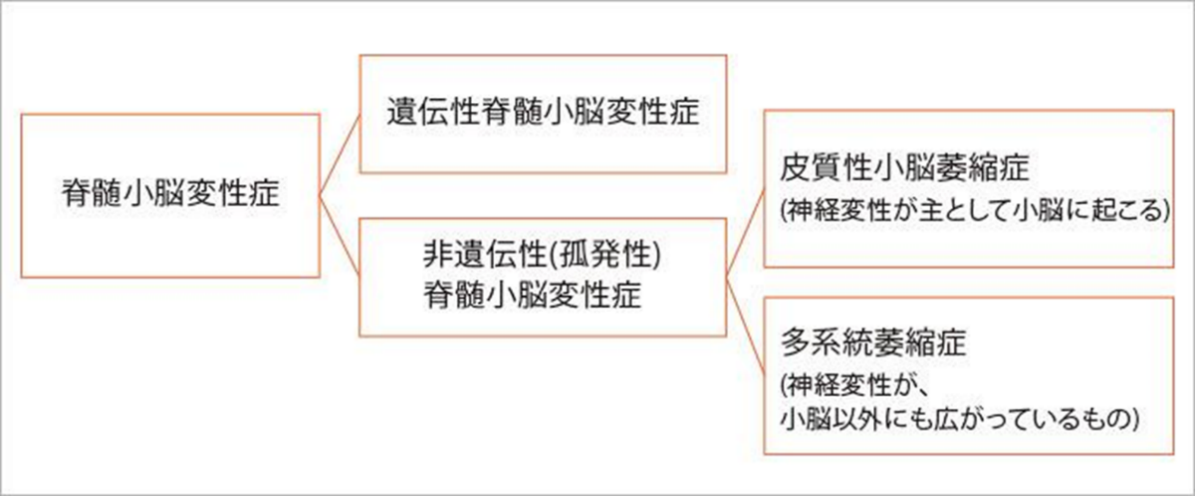 脊髄小脳変性症
遺伝性脊髄小脳変性症
非遺伝性(孤発性)
脊髄小脳変性症
皮質性小脳萎縮症
(神経変性が主として小脳に起こる)
多系統萎縮症
(神経変性が、
小脳以外にも広がっているもの)